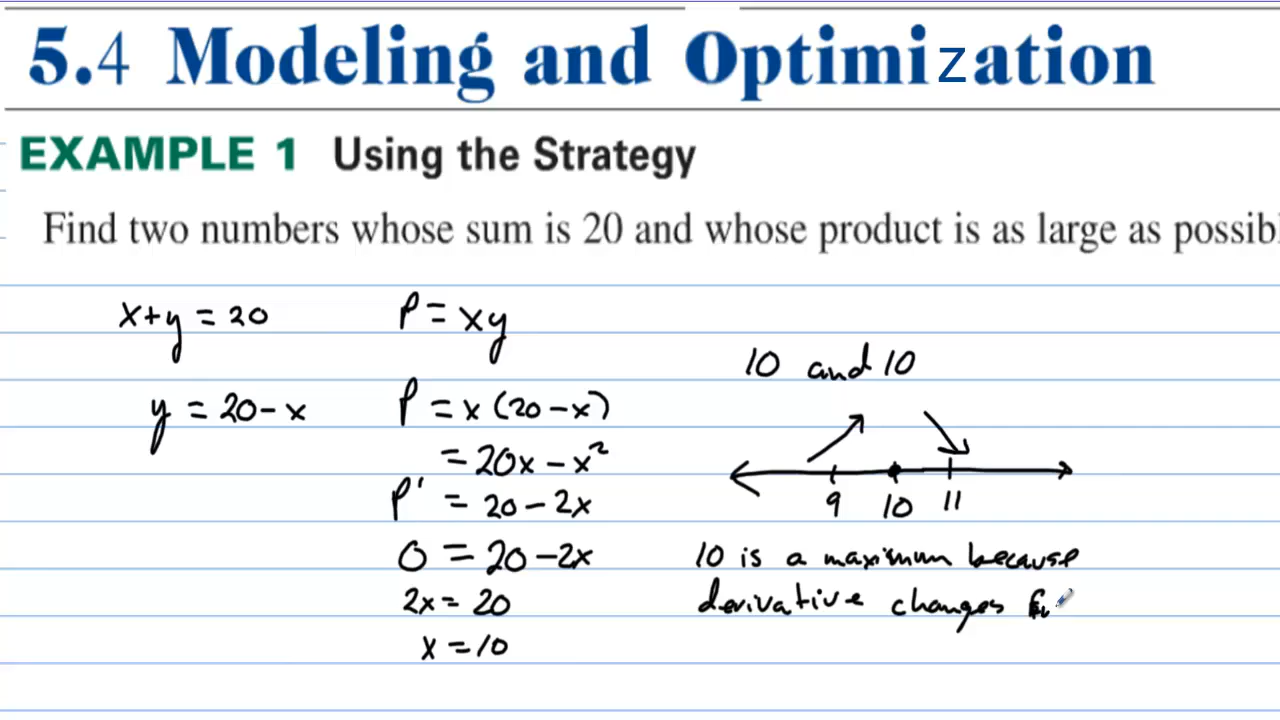 5.4 Modeling and Optimization
EXAMPLE 1 Using the Strategy
Find two numbers whose sum is 20 and whose product is as large as possibl
x+y = 20
y = 20-x
P = xy
P = x(20-x)
= 20x - x²
P' = 20 - 2x
0 = 20 - 2x
2x = 20
x = 10
10 and 10
9 10 11
10 is a maximum because
derivative changes